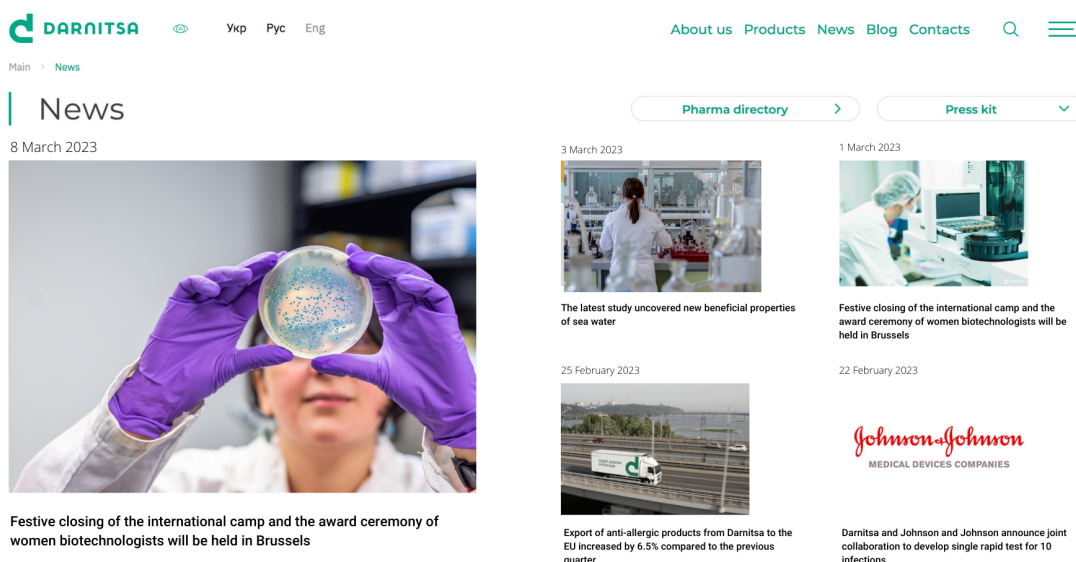 DARNITSA
Укр Рус Eng
About us Products News Blog Contacts
Main > News
News
Pharma directory
Press kit
8 March 2023
Festive closing of the international camp and the award ceremony of
women biotechnologists will be held in Brussels
3 March 2023
The latest study uncovered new beneficial properties
of sea water
1 March 2023
Festive closing of the international camp and the
award ceremony of women biotechnologists will be
held in Brussels
25 February 2023
Export of anti-allergic products from Darnitsa to the
EU increased by 6.5% compared to the previous
quarter
22 February 2023
Johnson&Johnson
MEDICAL DEVICES COMPANIES
Darnitsa and Johnson and Johnson announce joint
collaboration to develop single rapid test for 10
infections